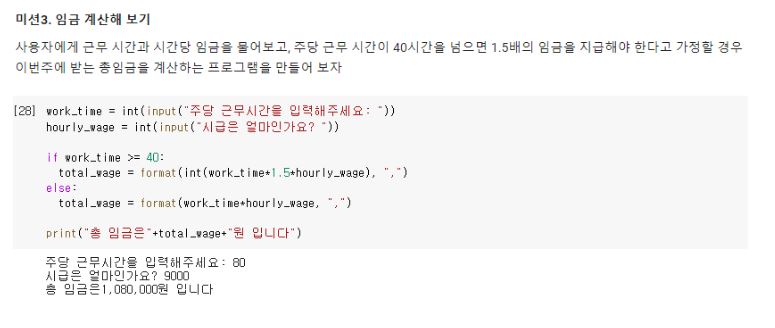 미션3. 임금 계산해 보기
사용자에게 근무 시간과 시간당 임금을 물어보고, 주당 근무 시간이 40시간을 넘으면 1.5배의 임금을 지급해야 한다고 가정할 경우
이번주에 받는 총임금을 계산하는 프로그램을 만들어 보자
[28] work_time = int(input("주당 근무시간을 입력해주세요: "))
hourly_wage = int(input("시급은 얼마인가요? "))
if work_time >= 40:
total_wage = format(int(work_time*1.5*hourly_wage), ",")
else:
total_wage = format(work_time*hourly_wage, ",")
print("총 임금은"+total_wage+"원 입니다")
주당 근무시간을 입력해주세요: 80
시급은 얼마인가요? 9000
총 임금은1,080,000원 입니다